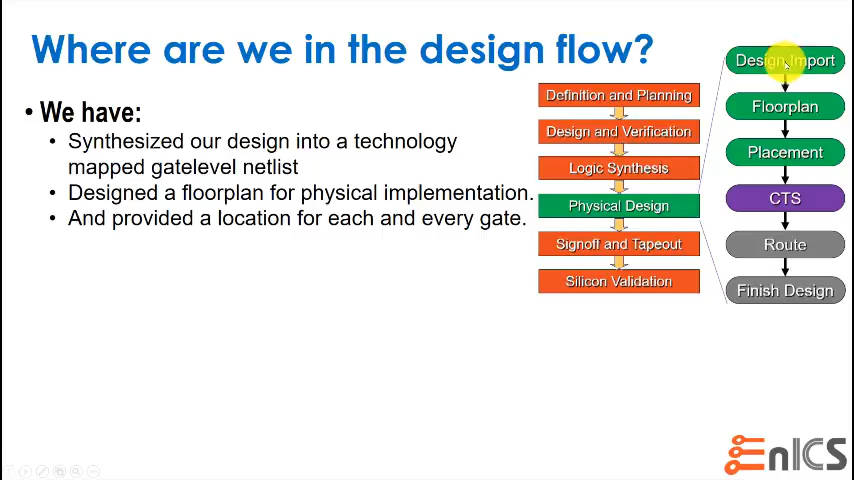 Where are we in the design flow?
• We have:
• Synthesized our design into a technology
mapped gatelevel netlist
• Designed a floorplan for physical implementation.
• And provided a location for each and every gate.
Definition and Planning
Design and Verification
Logic Synthesis
Physical Design
Signoff and Tapeout
Silicon Validation
Design Import
Floorplan
Placement
CTS
Route
Finish Design
EnICS